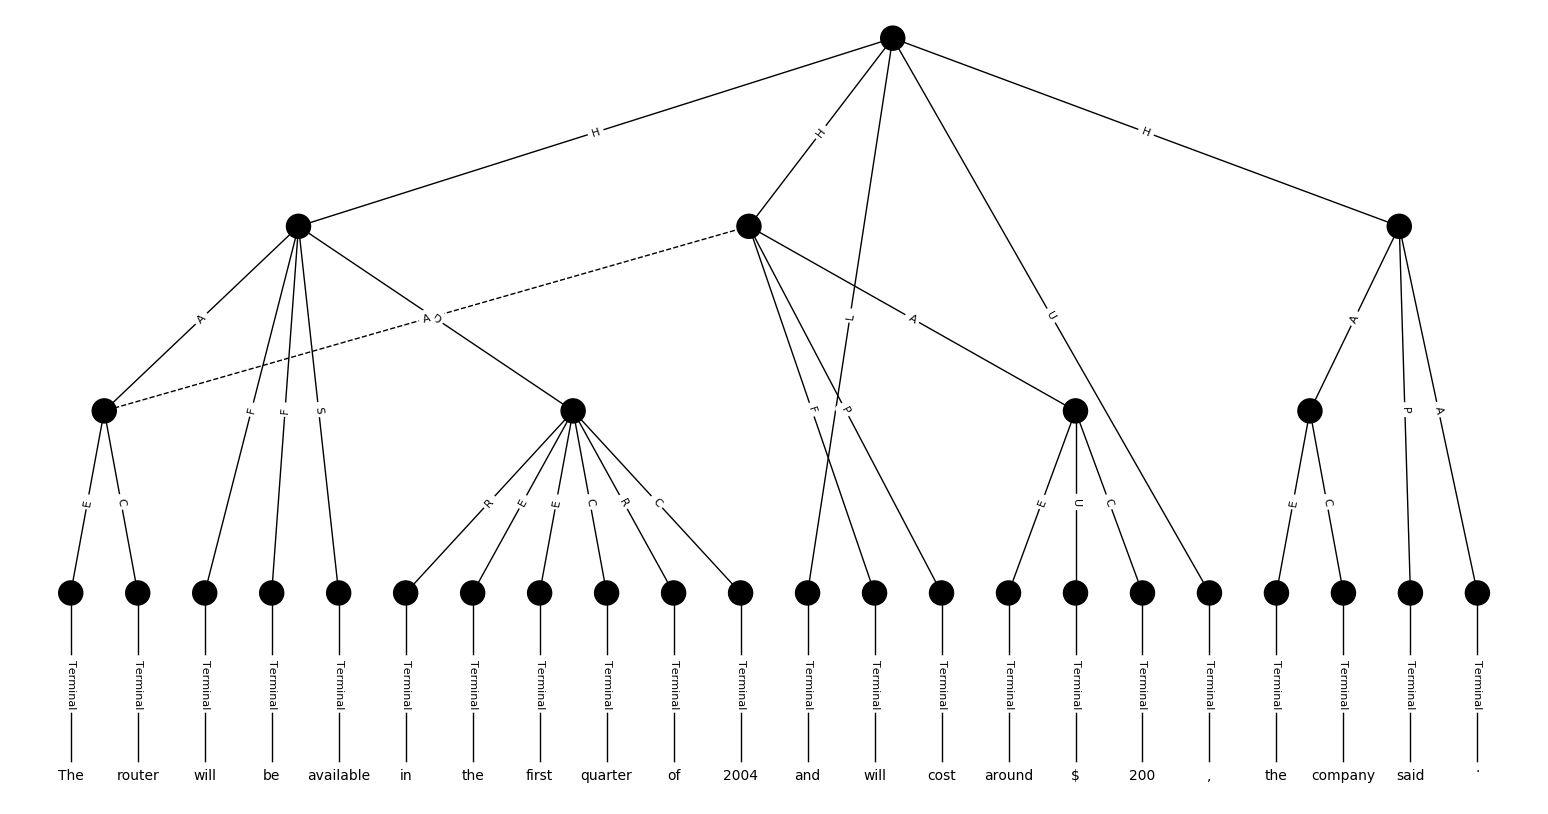 H H H
A A D L A U A
F F S F P P A
E C R E E C R C E U C E C
Terminal Terminal Terminal Terminal Terminal Terminal Terminal Terminal Terminal Terminal Terminal Terminal Terminal Terminal Terminal Terminal Terminal Terminal Terminal Terminal Terminal Terminal
The router will be available in the first quarter of 2004 and will cost around $ 200 , the company said .